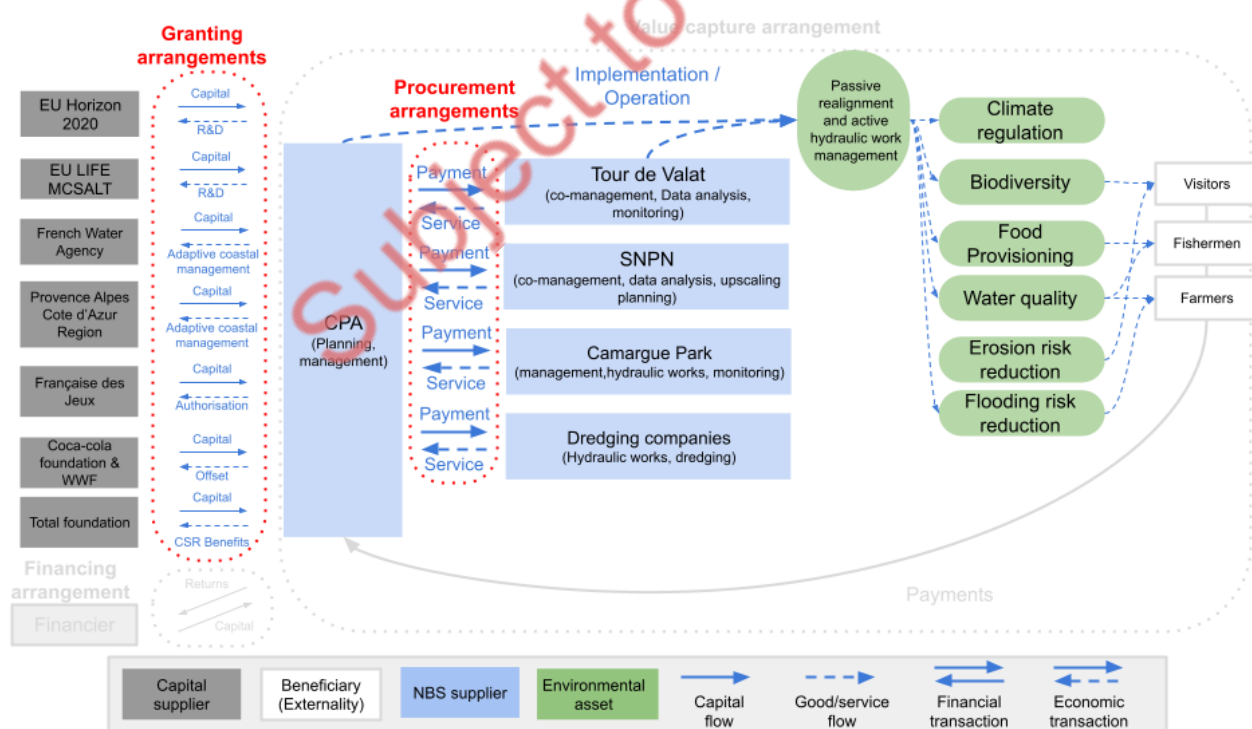 Value capture arrangement
Granting
arrangements
Procurement
arrangements
Implementation /
Operation
EU Horizon
2020
EU LIFE
MCSALT
French Water
Agency
Provence Alpes
Cote d'Azur
Region
Française des
Jeux
Coca-cola
foundation &
WWF
Total foundation
Capital
R&D
Capital
R&D
Capital
Adaptive coastal
management
Capital
Adaptive coastal
management
Capital
Authorisation
Capital
Offset
Capital
CSR Benefits
CPA
(Planning,
management)
Payment
Service
Payment
Service
Payment
Service
Payment
Service
Tour de Valat
(co-management, Data analysis,
monitoring)
SNPN
(co-management, data analysis, upscaling
planning)
Camargue Park
(management,hydraulic works, monitoring)
Dredging companies
(Hydraulic works, dredging)
Passive
realignment
and active
hydraulic work
management
Climate
regulation
Biodiversity
Food
Provisioning
Water quality
Erosion risk
reduction
Flooding risk
reduction
Visitors
Fishermen
Farmers
Subject to
Financing
arrangement
Financier
Returns
Capital
Payments
Capital
supplier
Beneficiary
(Externality)
NBS supplier
Environmental
asset
Capital
flow
Good/service
flow
Financial
transaction
Economic
transaction